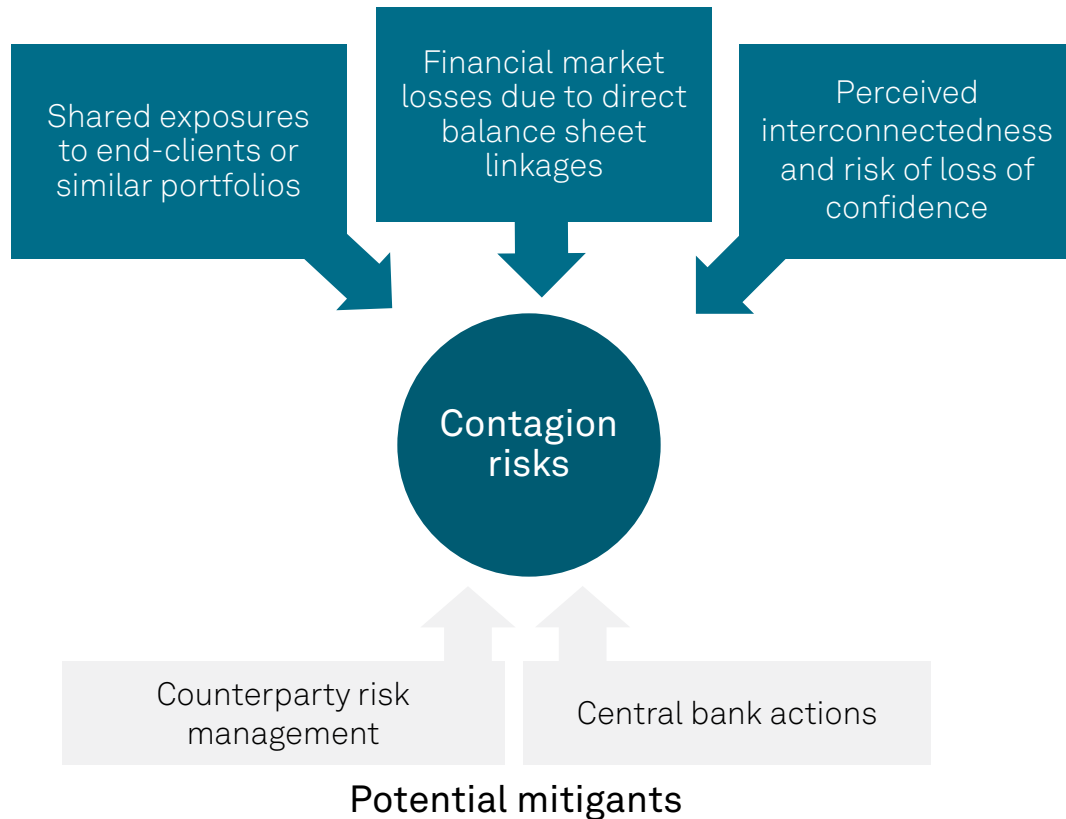 Shared exposures
to end-clients or
similar portfolios
Financial market
losses due to direct
balance sheet
linkages
Perceived
interconnectedness
and risk of loss of
confidence
Contagion
risks
Counterparty risk
management
Central bank actions
Potential mitigants